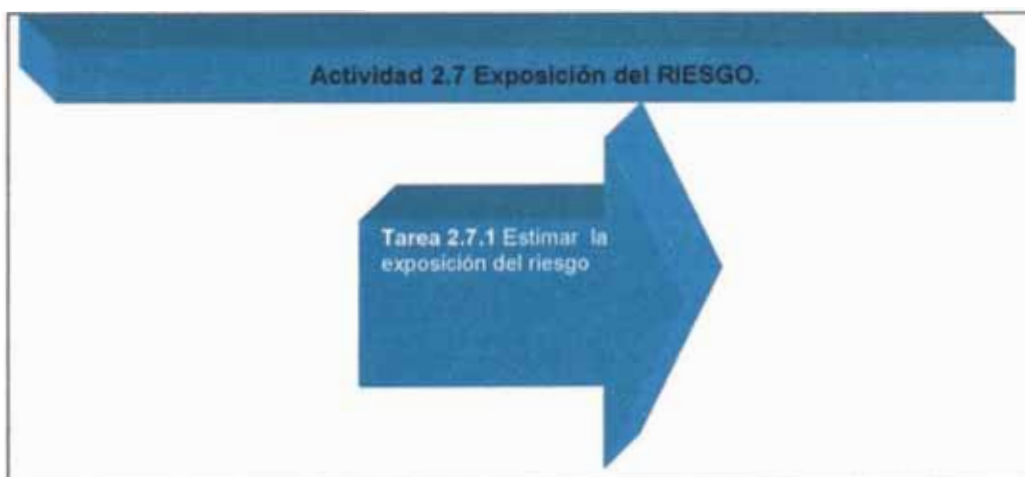 Actividad 2.7 Exposición del RIESGO.
Tarea 2.7.1 Estimar la
exposición del riesgo